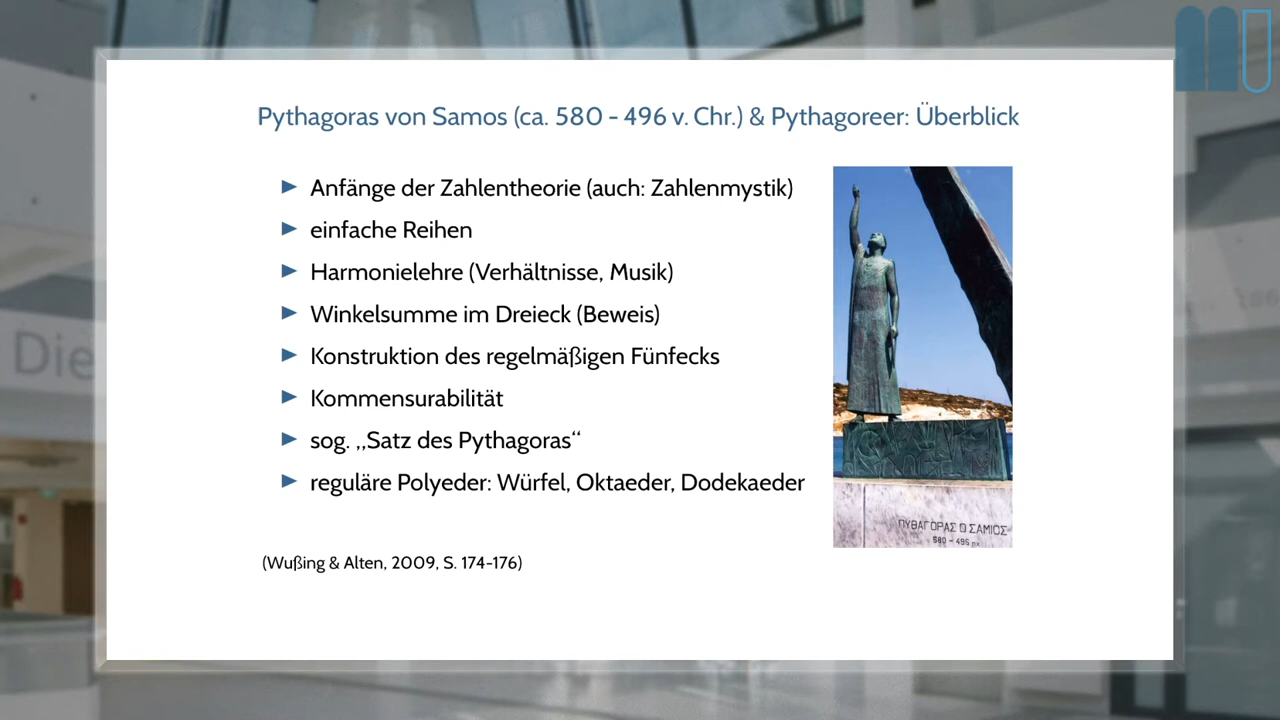 Pythagoras von Samos (ca. 580 - 496 v. Chr.) & Pythagoreer: Überblick
Anfänge der Zahlentheorie (auch: Zahlenmystik)
einfache Reihen
Harmonielehre (Verhältnisse, Musik)
Winkelsumme im Dreieck (Beweis)
Konstruktion des regelmäßigen Fünfecks
Kommensurabilität
sog. „Satz des Pythagoras“
reguläre Polyeder: Würfel, Oktaeder, Dodekaeder
ΠΥΘΑΓΟΡΑΣ Ο ΣΑΜΙΟΣ
580 - 496 πχ
(Wußing & Alten, 2009, S. 174-176)
Die